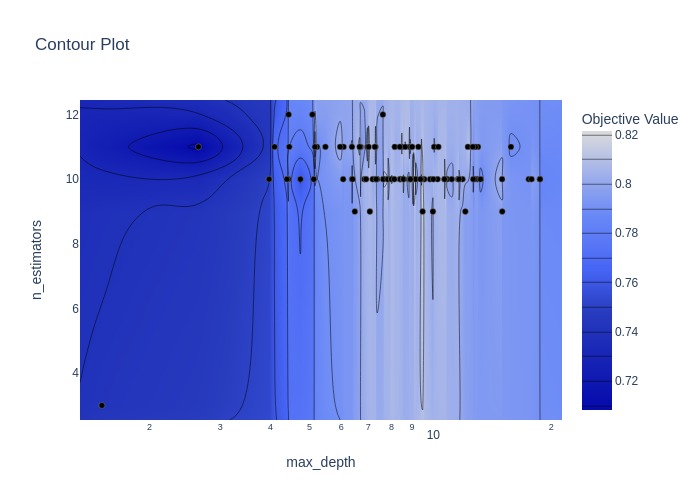 Contour Plot
Objective Value
0.82
0.8
0.78
0.76
0.74
0.72
12
10
8
6
4
n_estimators
2 3 4 5 6 7 8 9 10 2
max_depth